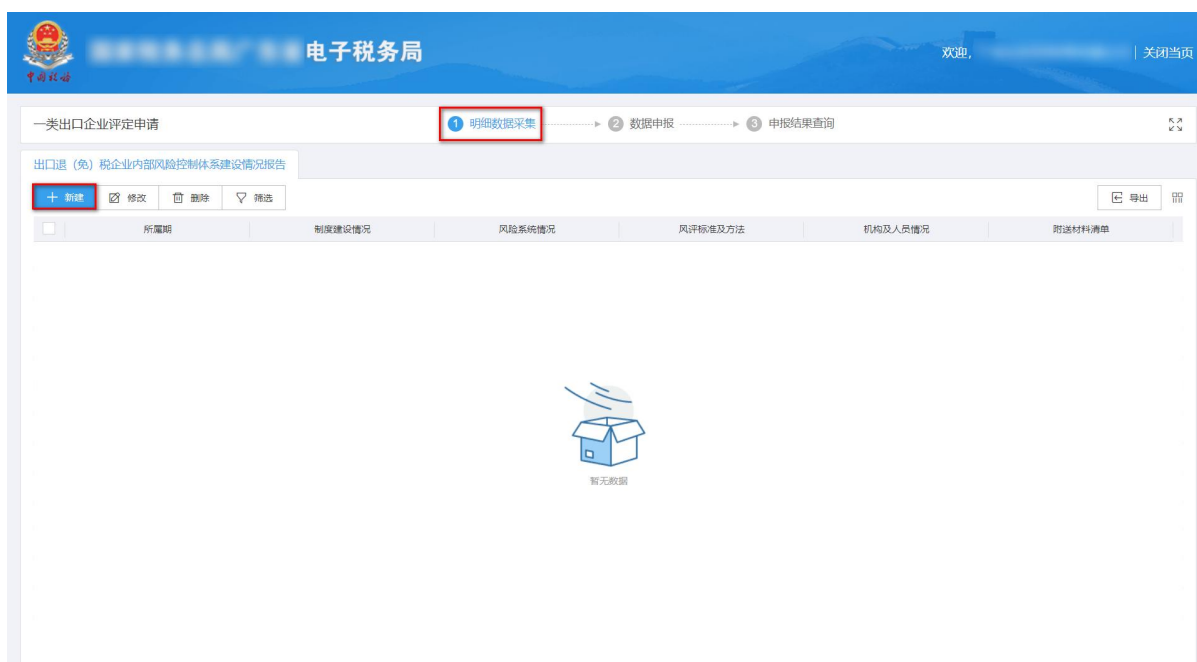 电子税务局
欢迎, | 关闭当页
中国税务
一类出口企业评定申请 1 明细数据采集 2 数据申报 3 申报结果查询
出口退（免）税企业内部风险控制体系建设情况报告
新建 修改 删除 筛选 导出
所属期 制度建设情况 风险系统情况 风评标准及方法 机构及人员情况 附送材料清单
暂无数据